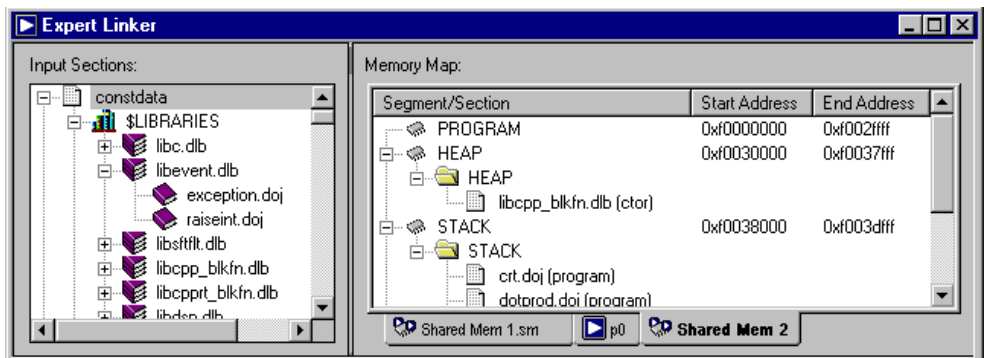 Expert Linker
Input Sections:
constdata
$LIBRARIES
libc.dlb
libevent.dlb
exception.doj
raiseint.doj
libsftflt.dlb
libcpp_blkfn.dlb
libcpprt_blkfn.dlb
libdsp.dlb
Memory Map:
Segment/Section Start Address End Address
PROGRAM 0xf0000000 0xf002ffff
HEAP 0xf0030000 0xf0037fff
HEAP
libcpp_blkfn.dlb (ctor)
STACK 0xf0038000 0xf003dfff
STACK
crt.doj (program)
dotprod.doj (program)
Shared Mem 1.sm p0 Shared Mem 2